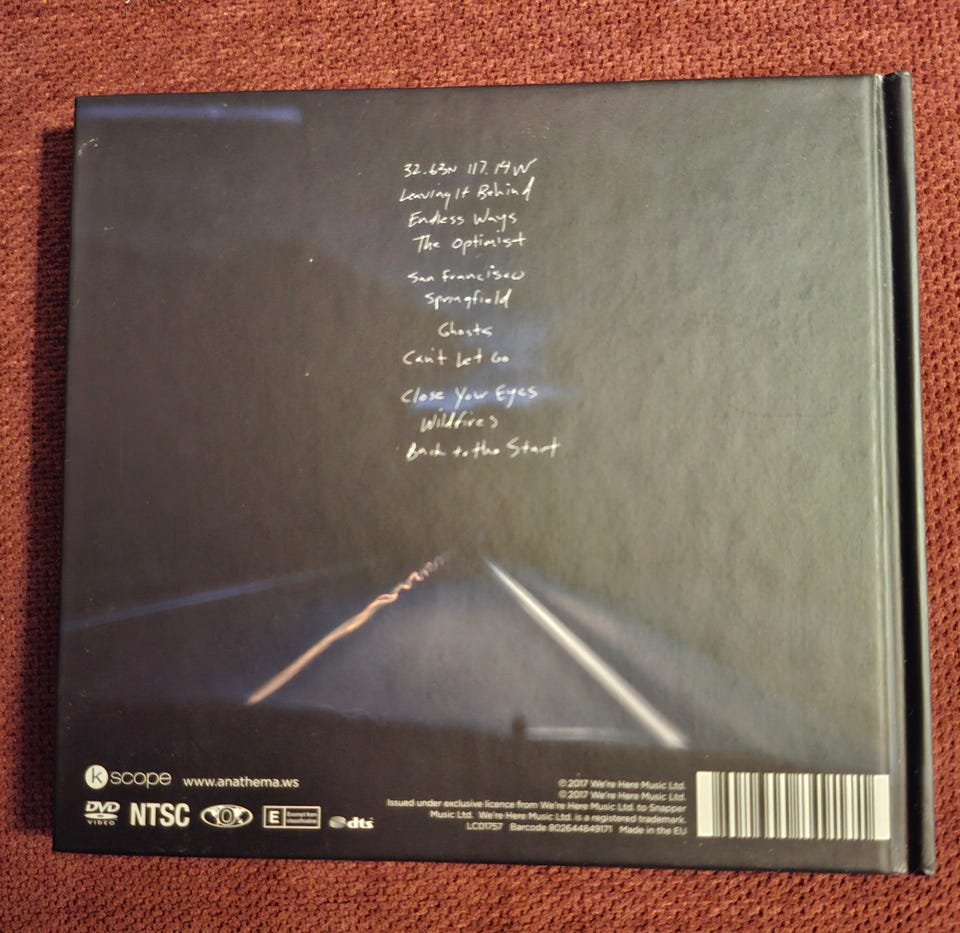 32.63N 117.14W
Leaving It Behind
Endless Ways
The Optimist
San Francisco
Springfield
Ghosts
Can't Let Go
Close Your Eyes
Wildfires
Back to the Start
kscope www.anathema.ws
DVD VIDEO NTSC E Exempt from classification dts
℗2017 We're Here Music Ltd.
©2017 We're Here Music Ltd.
Issued under exclusive licence from We're Here Music Ltd. to Snapper
Music Ltd. We're Here Music Ltd. is a registered trademark.
LC01757 Barcode 802644849171 Made in the EU